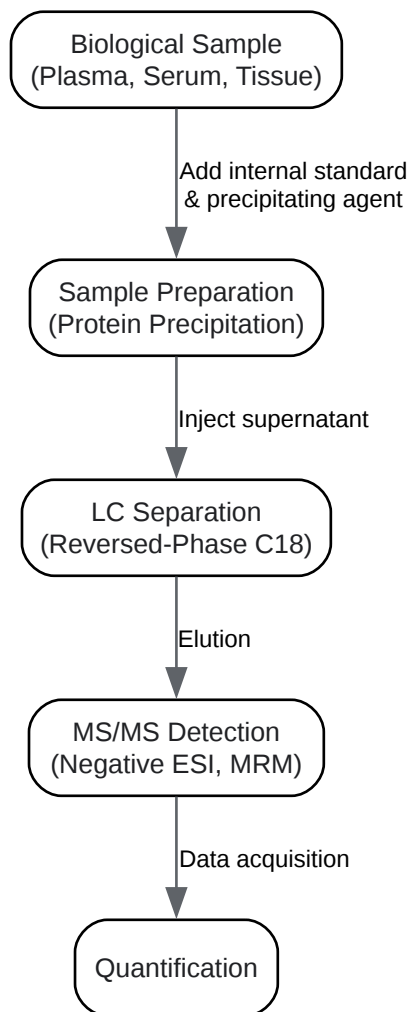 Biological Sample
(Plasma, Serum, Tissue)
Add internal standard
& precipitating agent
Sample Preparation
(Protein Precipitation)
Inject supernatant
LC Separation
(Reversed-Phase C18)
Elution
MS/MS Detection
(Negative ESI, MRM)
Data acquisition
Quantification